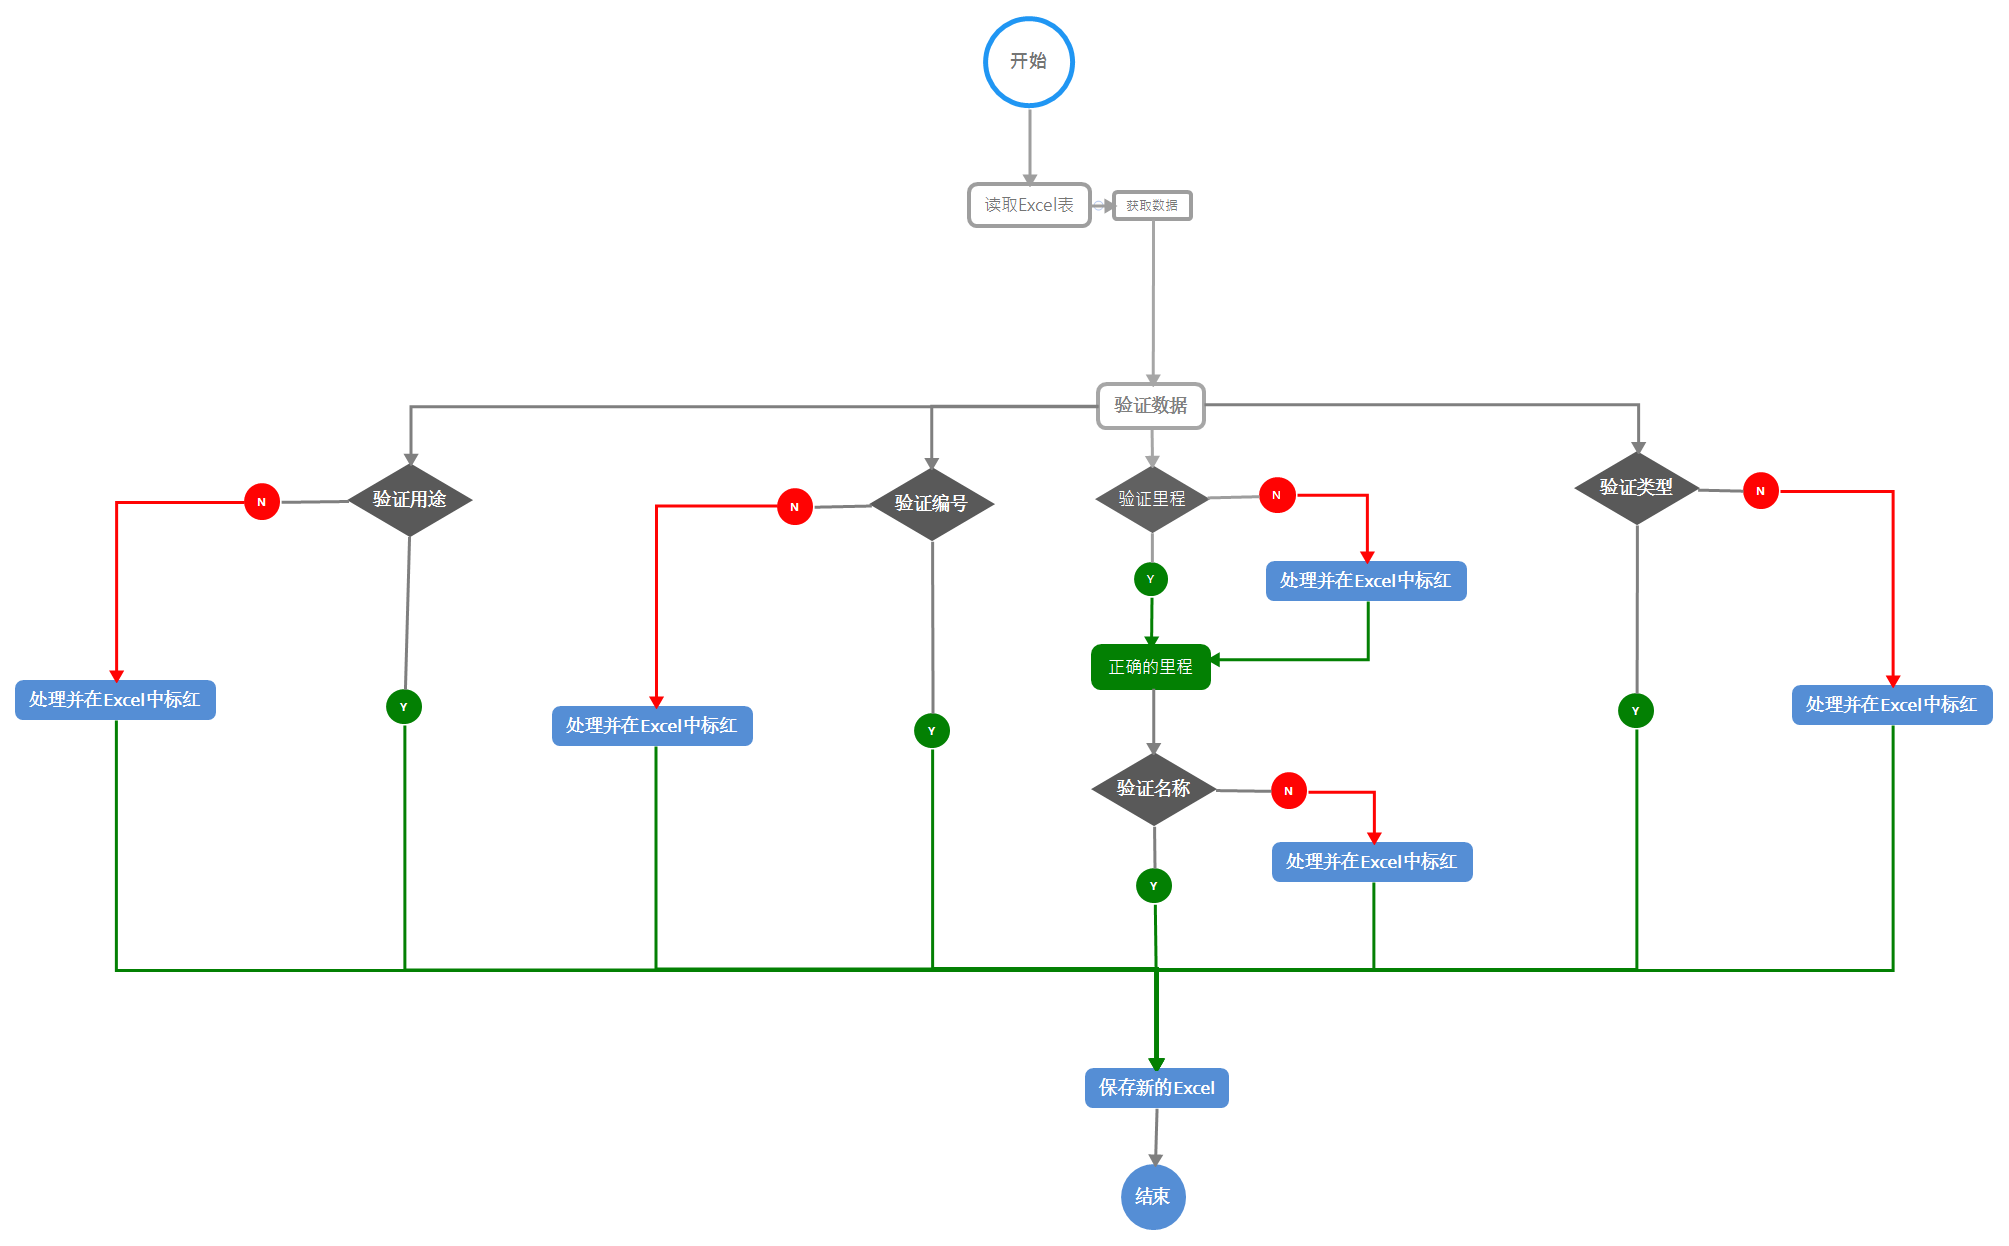 开始
读取Excel表
获取数据
验证数据
验证用途
N
验证编号
N
验证里程
N
验证类型
N
Y
处理并在Excel中标红
正确的里程
处理并在Excel中标红
Y
处理并在Excel中标红
Y
Y
处理并在Excel中标红
验证名称
N
处理并在Excel中标红
Y
保存新的Excel
结束